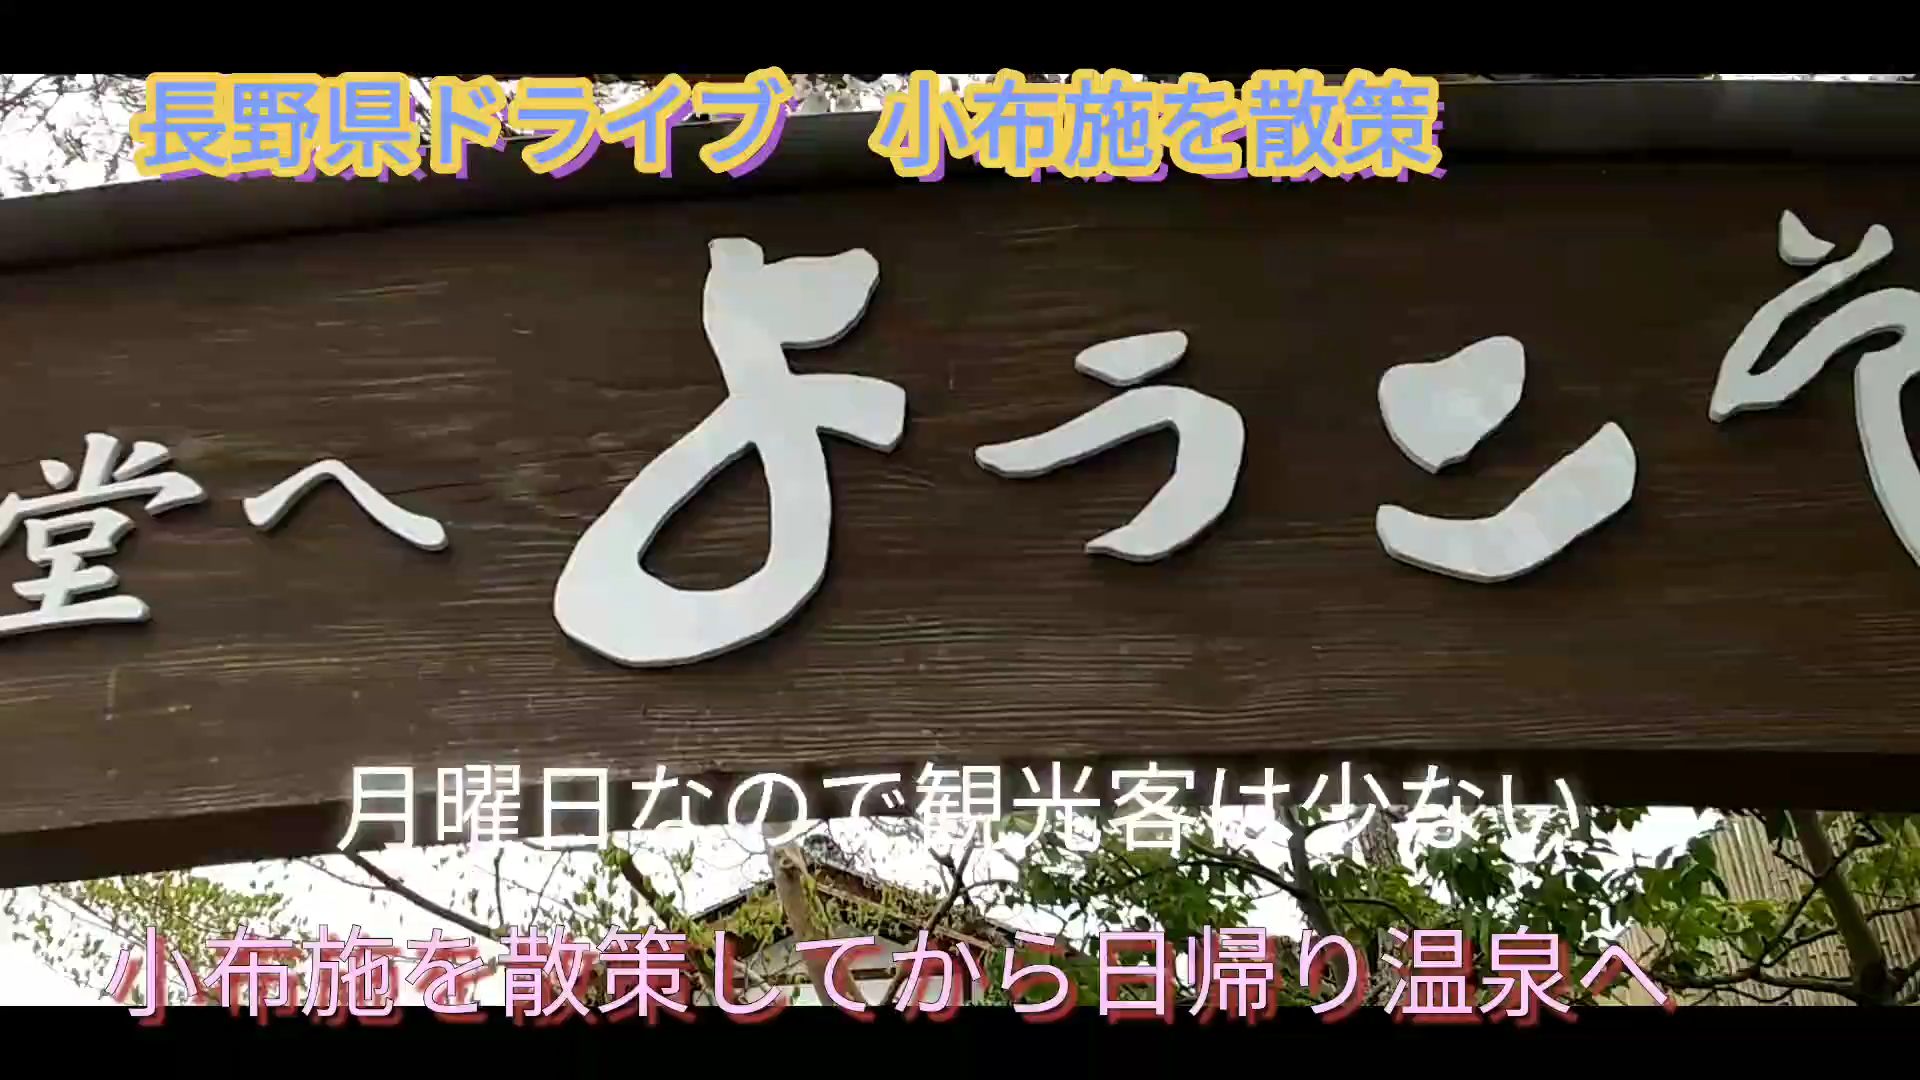 長野県ドライブ　小布施を散策
堂へ ようこそ
月曜日なので観光客は少ない
小布施を散策してから日帰り温泉へ